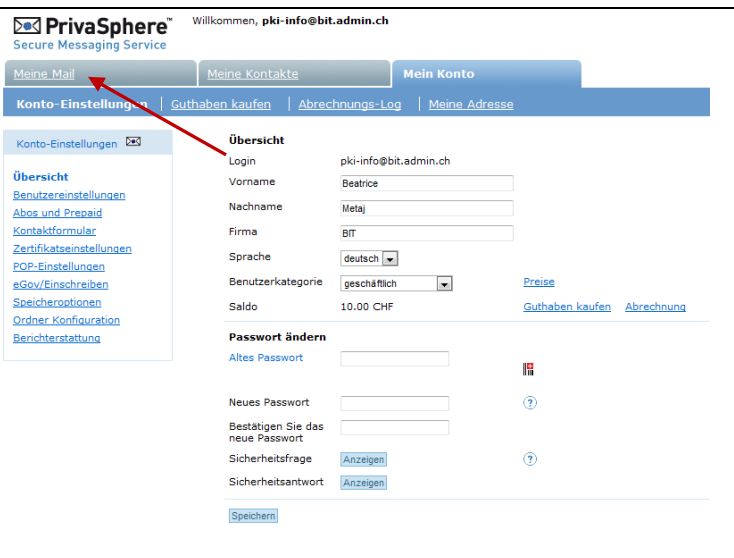 PrivaSphere™ Willkommen, pki-info@bit.admin.ch
Secure Messaging Service
Meine Mail Meine Kontakte Mein Konto
Konto-Einstellungen Guthaben kaufen Abrechnungs-Log Meine Adresse
Konto-Einstellungen
Übersicht
Benutzereinstellungen
Abos und Prepaid
Kontaktformular
Zertifikatseinstellungen
POP-Einstellungen
eGov/Einschreiben
Speicheroptionen
Ordner Konfiguration
Berichterstattung
Übersicht
Login pki-info@bit.admin.ch
Vorname Beatrice
Nachname Metaj
Firma BIT
Sprache deutsch
Benutzerkategorie geschäftlich Preise
Saldo 10.00 CHF Guthaben kaufen Abrechnung
Passwort ändern
Altes Passwort
Neues Passwort ?
Bestätigen Sie das
neue Passwort
Sicherheitsfrage Anzeigen ?
Sicherheitsantwort Anzeigen
Speichern